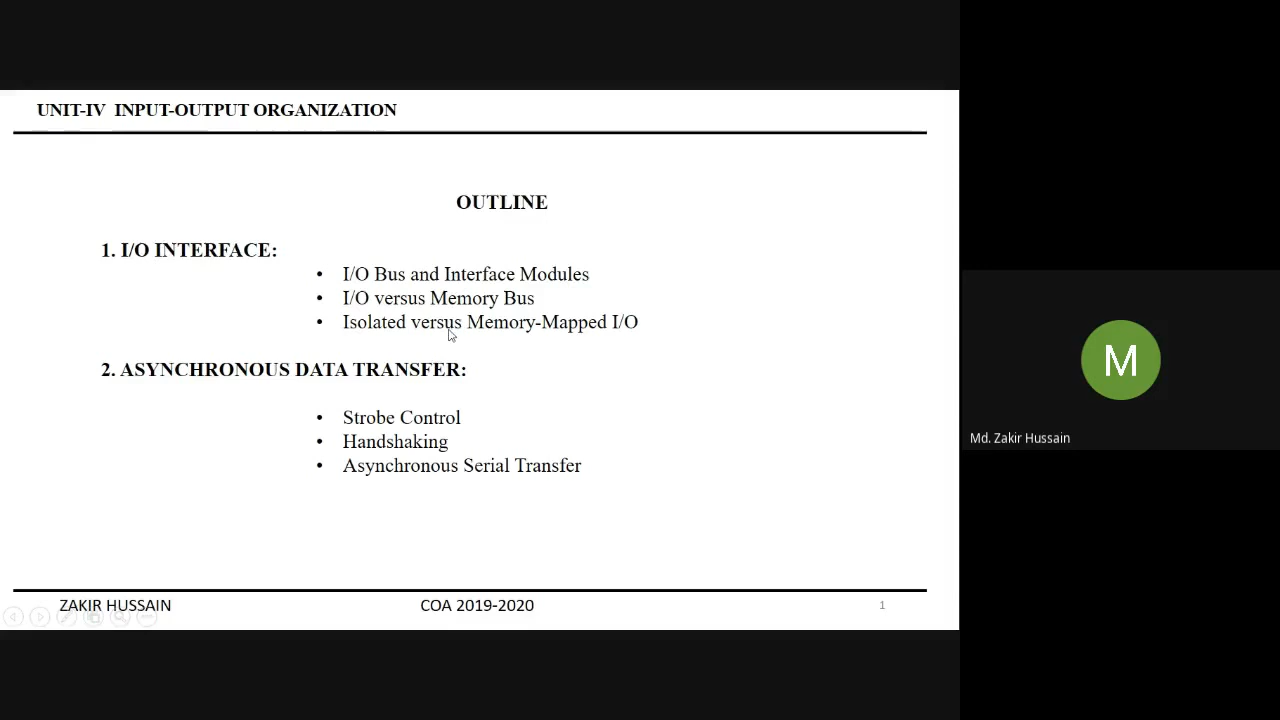 UNIT-IV INPUT-OUTPUT ORGANIZATION
OUTLINE
1. I/O INTERFACE:
• I/O Bus and Interface Modules
• I/O versus Memory Bus
• Isolated versus Memory-Mapped I/O
2. ASYNCHRONOUS DATA TRANSFER:
• Strobe Control
• Handshaking
• Asynchronous Serial Transfer
ZAKIR HUSSAIN COA 2019-2020 1
M
Md. Zakir Hussain